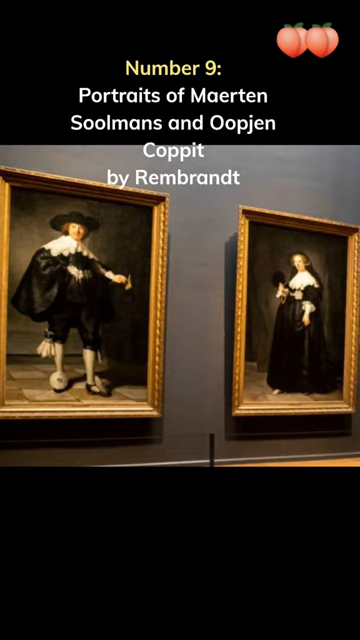 Number 9:
Portraits of Maerten
Soolmans and Oopjen
Coppit
by Rembrandt